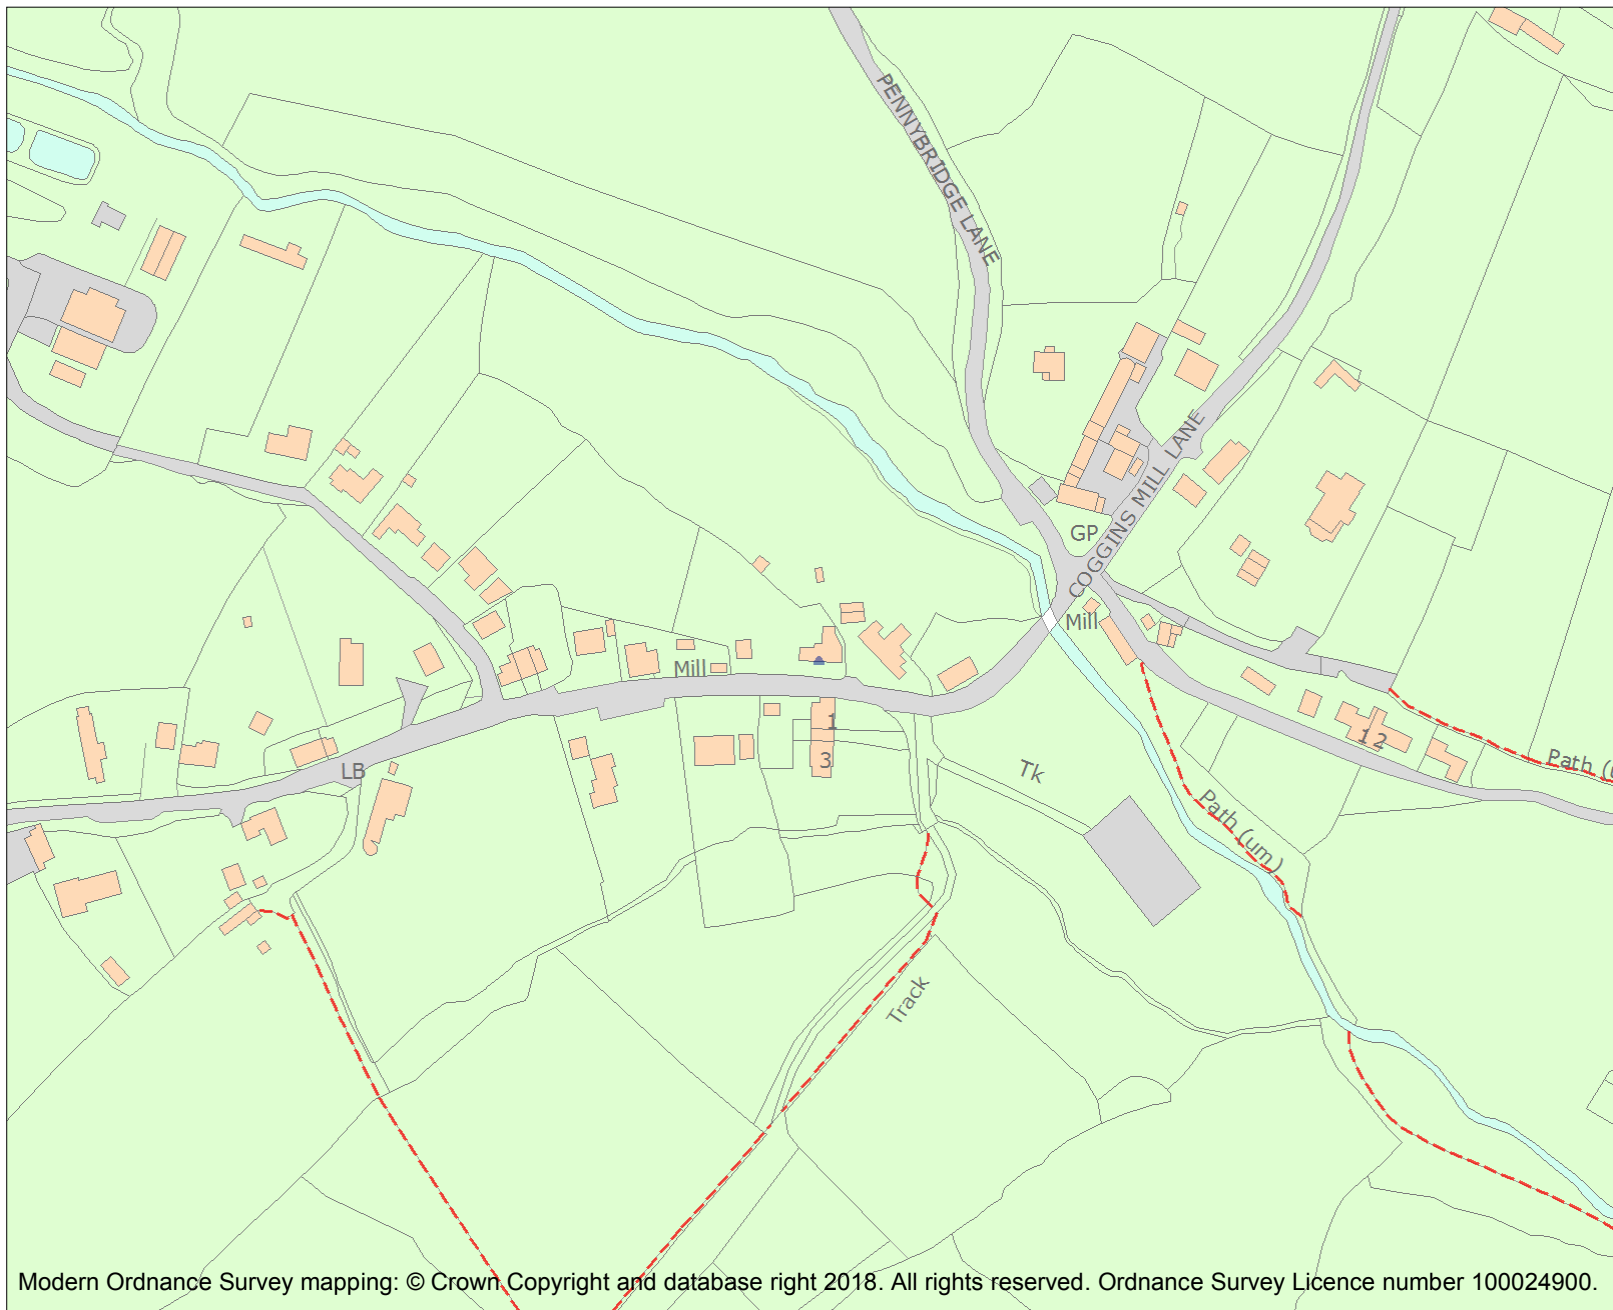 PENNYBRIDGE LANE
COGGINS MILL LANE
GP
Mill
Mill
1
3
LB
Tk
1 2
Path (
Path (um)
Track
Modern Ordnance Survey mapping: © Crown Copyright and database right 2018. All rights reserved. Ordnance Survey Licence number 100024900.